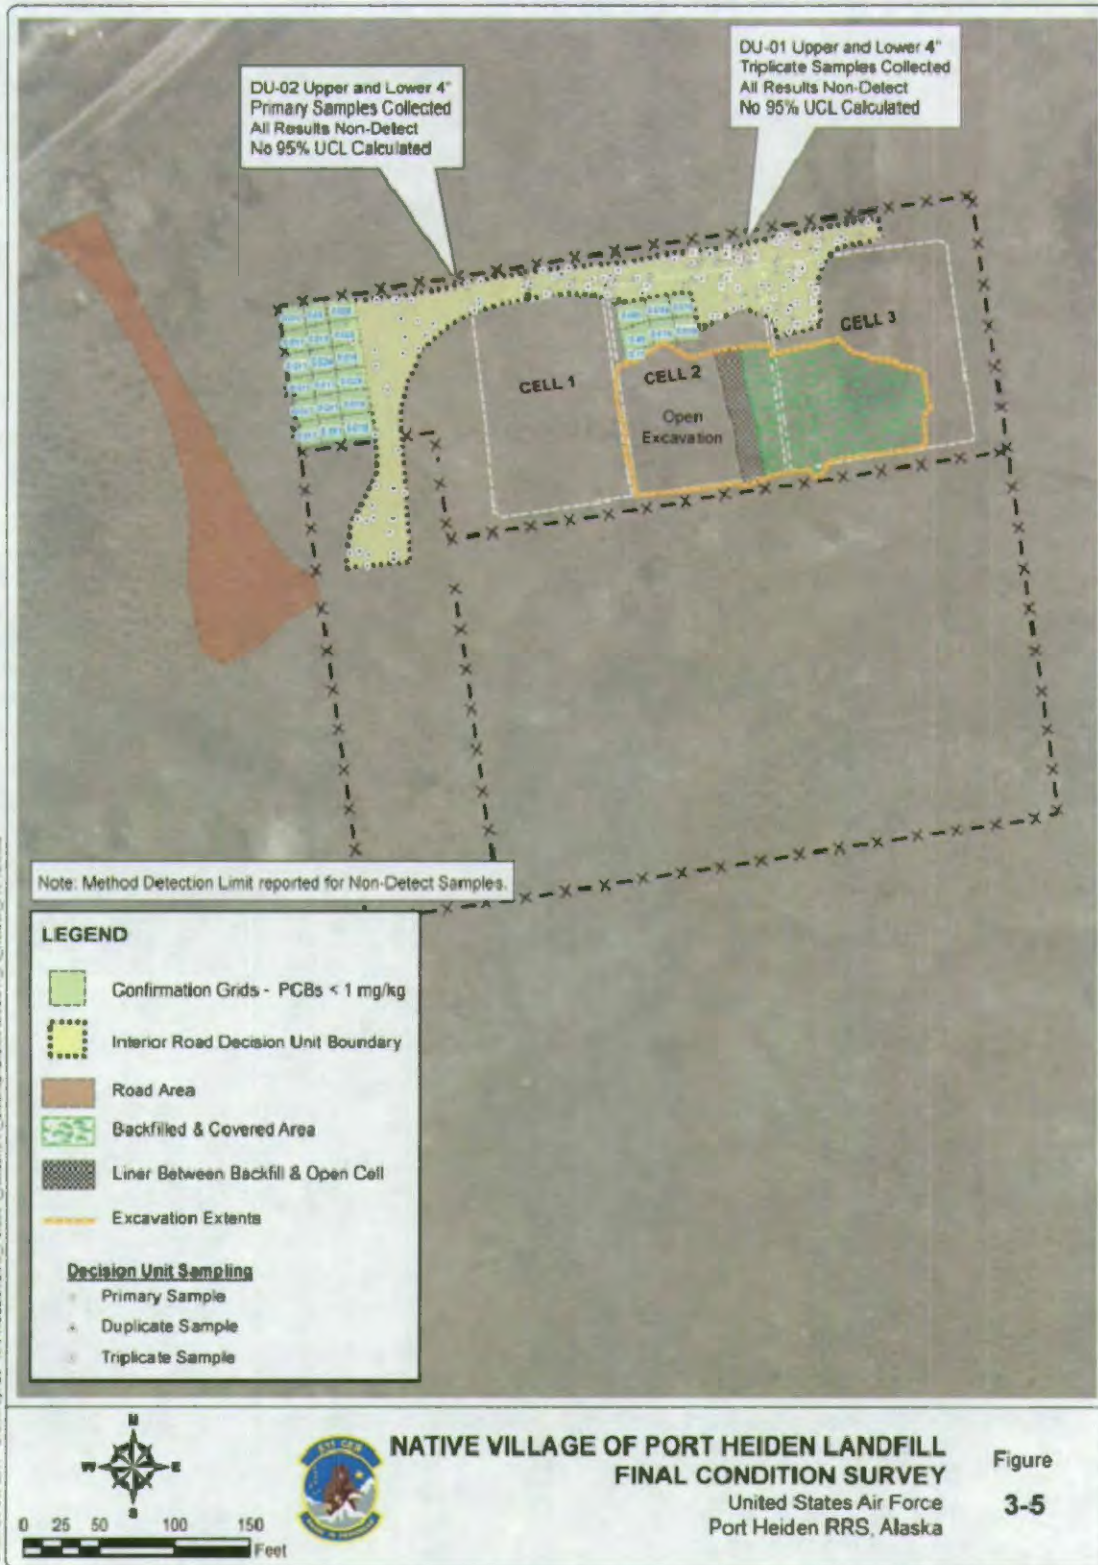 DU-02 Upper and Lower 4"
Primary Samples Collected
All Results Non-Detect
No 95% UCL Calculated
DU-01 Upper and Lower 4"
Triplicate Samples Collected
All Results Non-Detect
No 95% UCL Calculated
CELL 1
CELL 2
CELL 3
Open
Excavation
Note: Method Detection Limit reported for Non-Detect Samples.
LEGEND
Confirmation Grids - PCBs < 1 mg/kg
Interior Road Decision Unit Boundary
Road Area
Backfilled & Covered Area
Liner Between Backfill & Open Cell
Excavation Extents
Decision Unit Sampling
Primary Sample
Duplicate Sample
Triplicate Sample
N
W E
S
0 25 50 100 150
Feet
NATIVE VILLAGE OF PORT HEIDEN LANDFILL
FINAL CONDITION SURVEY
United States Air Force
Port Heiden RRS, Alaska
Figure
3-5